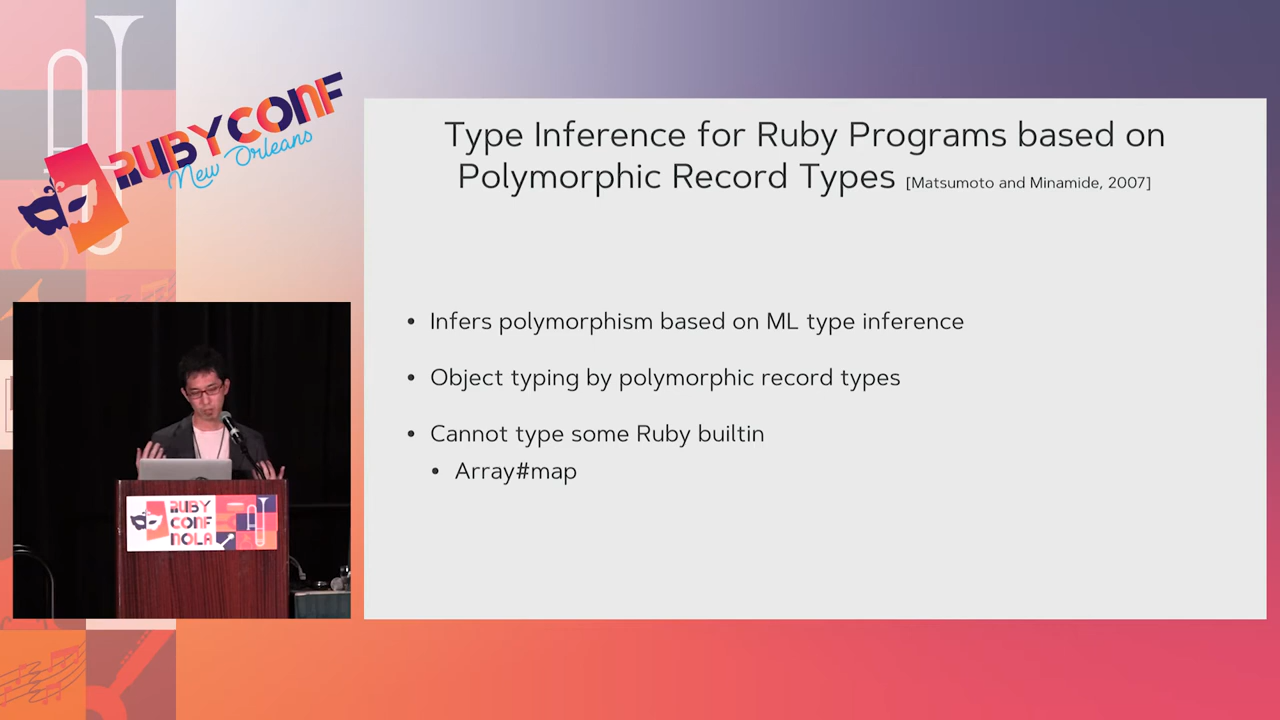 RUBYCONF
New Orleans
Type Inference for Ruby Programs based on
Polymorphic Record Types [Matsumoto and Minamide, 2007]
• Infers polymorphism based on ML type inference
• Object typing by polymorphic record types
• Cannot type some Ruby builtin
• Array#map
RUBY
CONF
NOLA